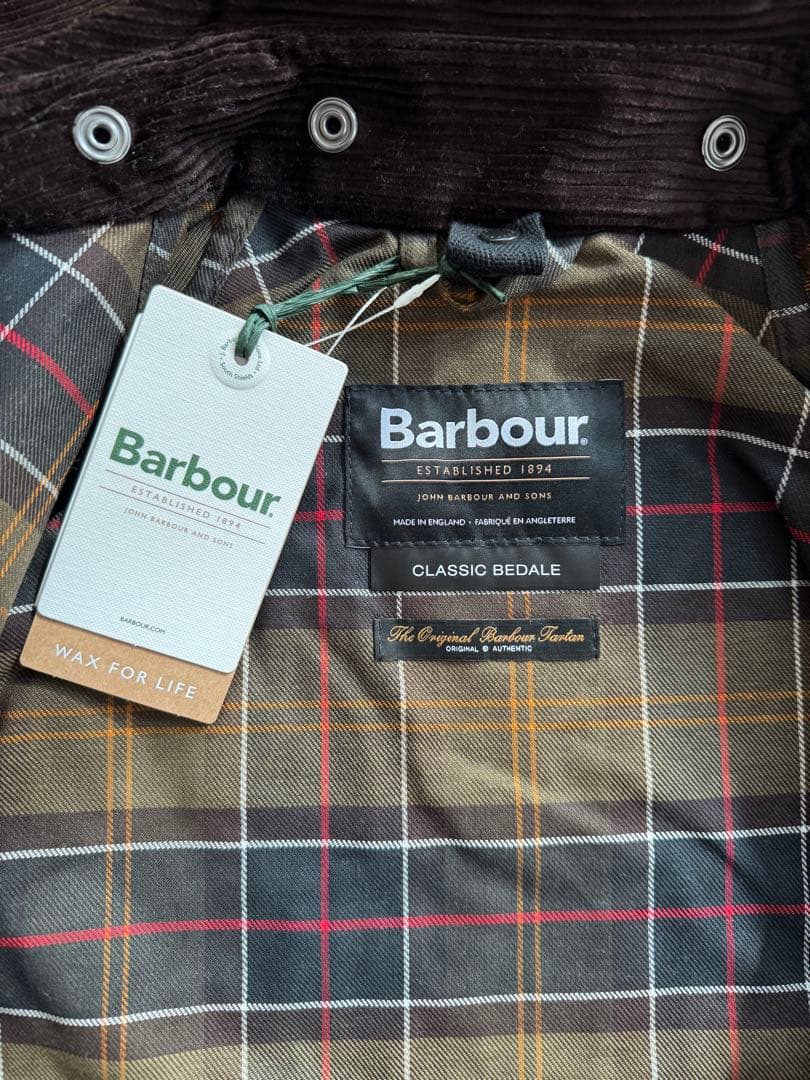 Barbour
ESTABLISHED 1894
JOHN BARBOUR AND SONS
BARBOUR.COM
WAX FOR LIFE
Barbour®
ESTABLISHED 1894
JOHN BARBOUR AND SONS
MADE IN ENGLAND • FABRIQUÉ EN ANGLETERRE
CLASSIC BEDALE
The Original Barbour Tartan
ORIGINAL © AUTHENTIC